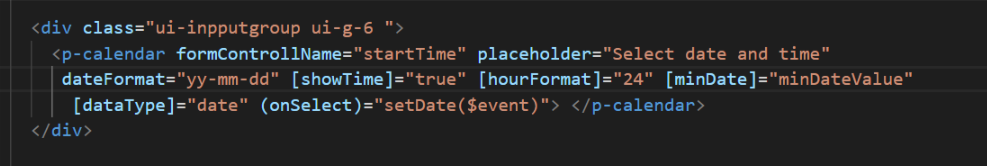 <div class="ui-inpputgroup ui-g-6 ">
<p-calendar formControllName="startTime" placeholder="Select date and time"
dateFormat="yy-mm-dd" [showTime]="true" [hourFormat]="24" [minDate]="minDateValue"
[dataType]="date" (onSelect)="setDate($event)"> </p-calendar>
</div>